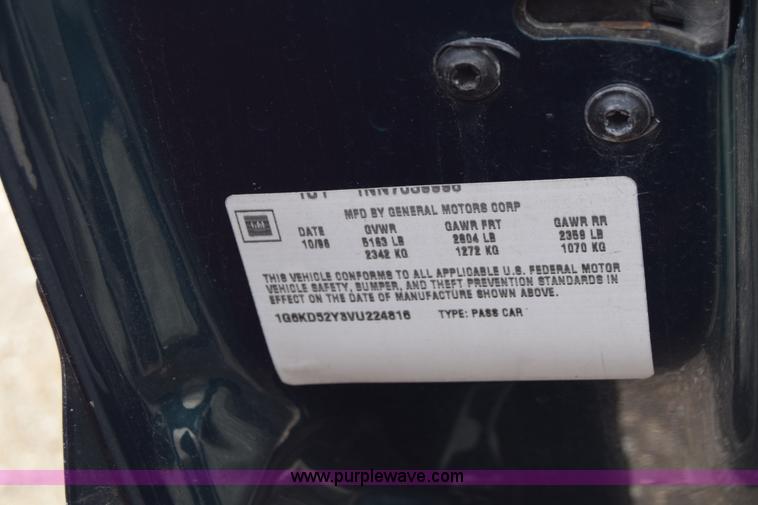 MFD BY GENERAL MOTORS CORP
DATE GVWR GAWR FRT GAWR RR
10/96 5163 LB 2804 LB 2359 LB
2342 KG 1272 KG 1070 KG
THIS VEHICLE CONFORMS TO ALL APPLICABLE U.S. FEDERAL MOTOR
VEHICLE SAFETY, BUMPER, AND THEFT PREVENTION STANDARDS IN
EFFECT ON THE DATE OF MANUFACTURE SHOWN ABOVE.
1G6KD52Y3VU224816 TYPE: PASS CAR
www.purplewave.com